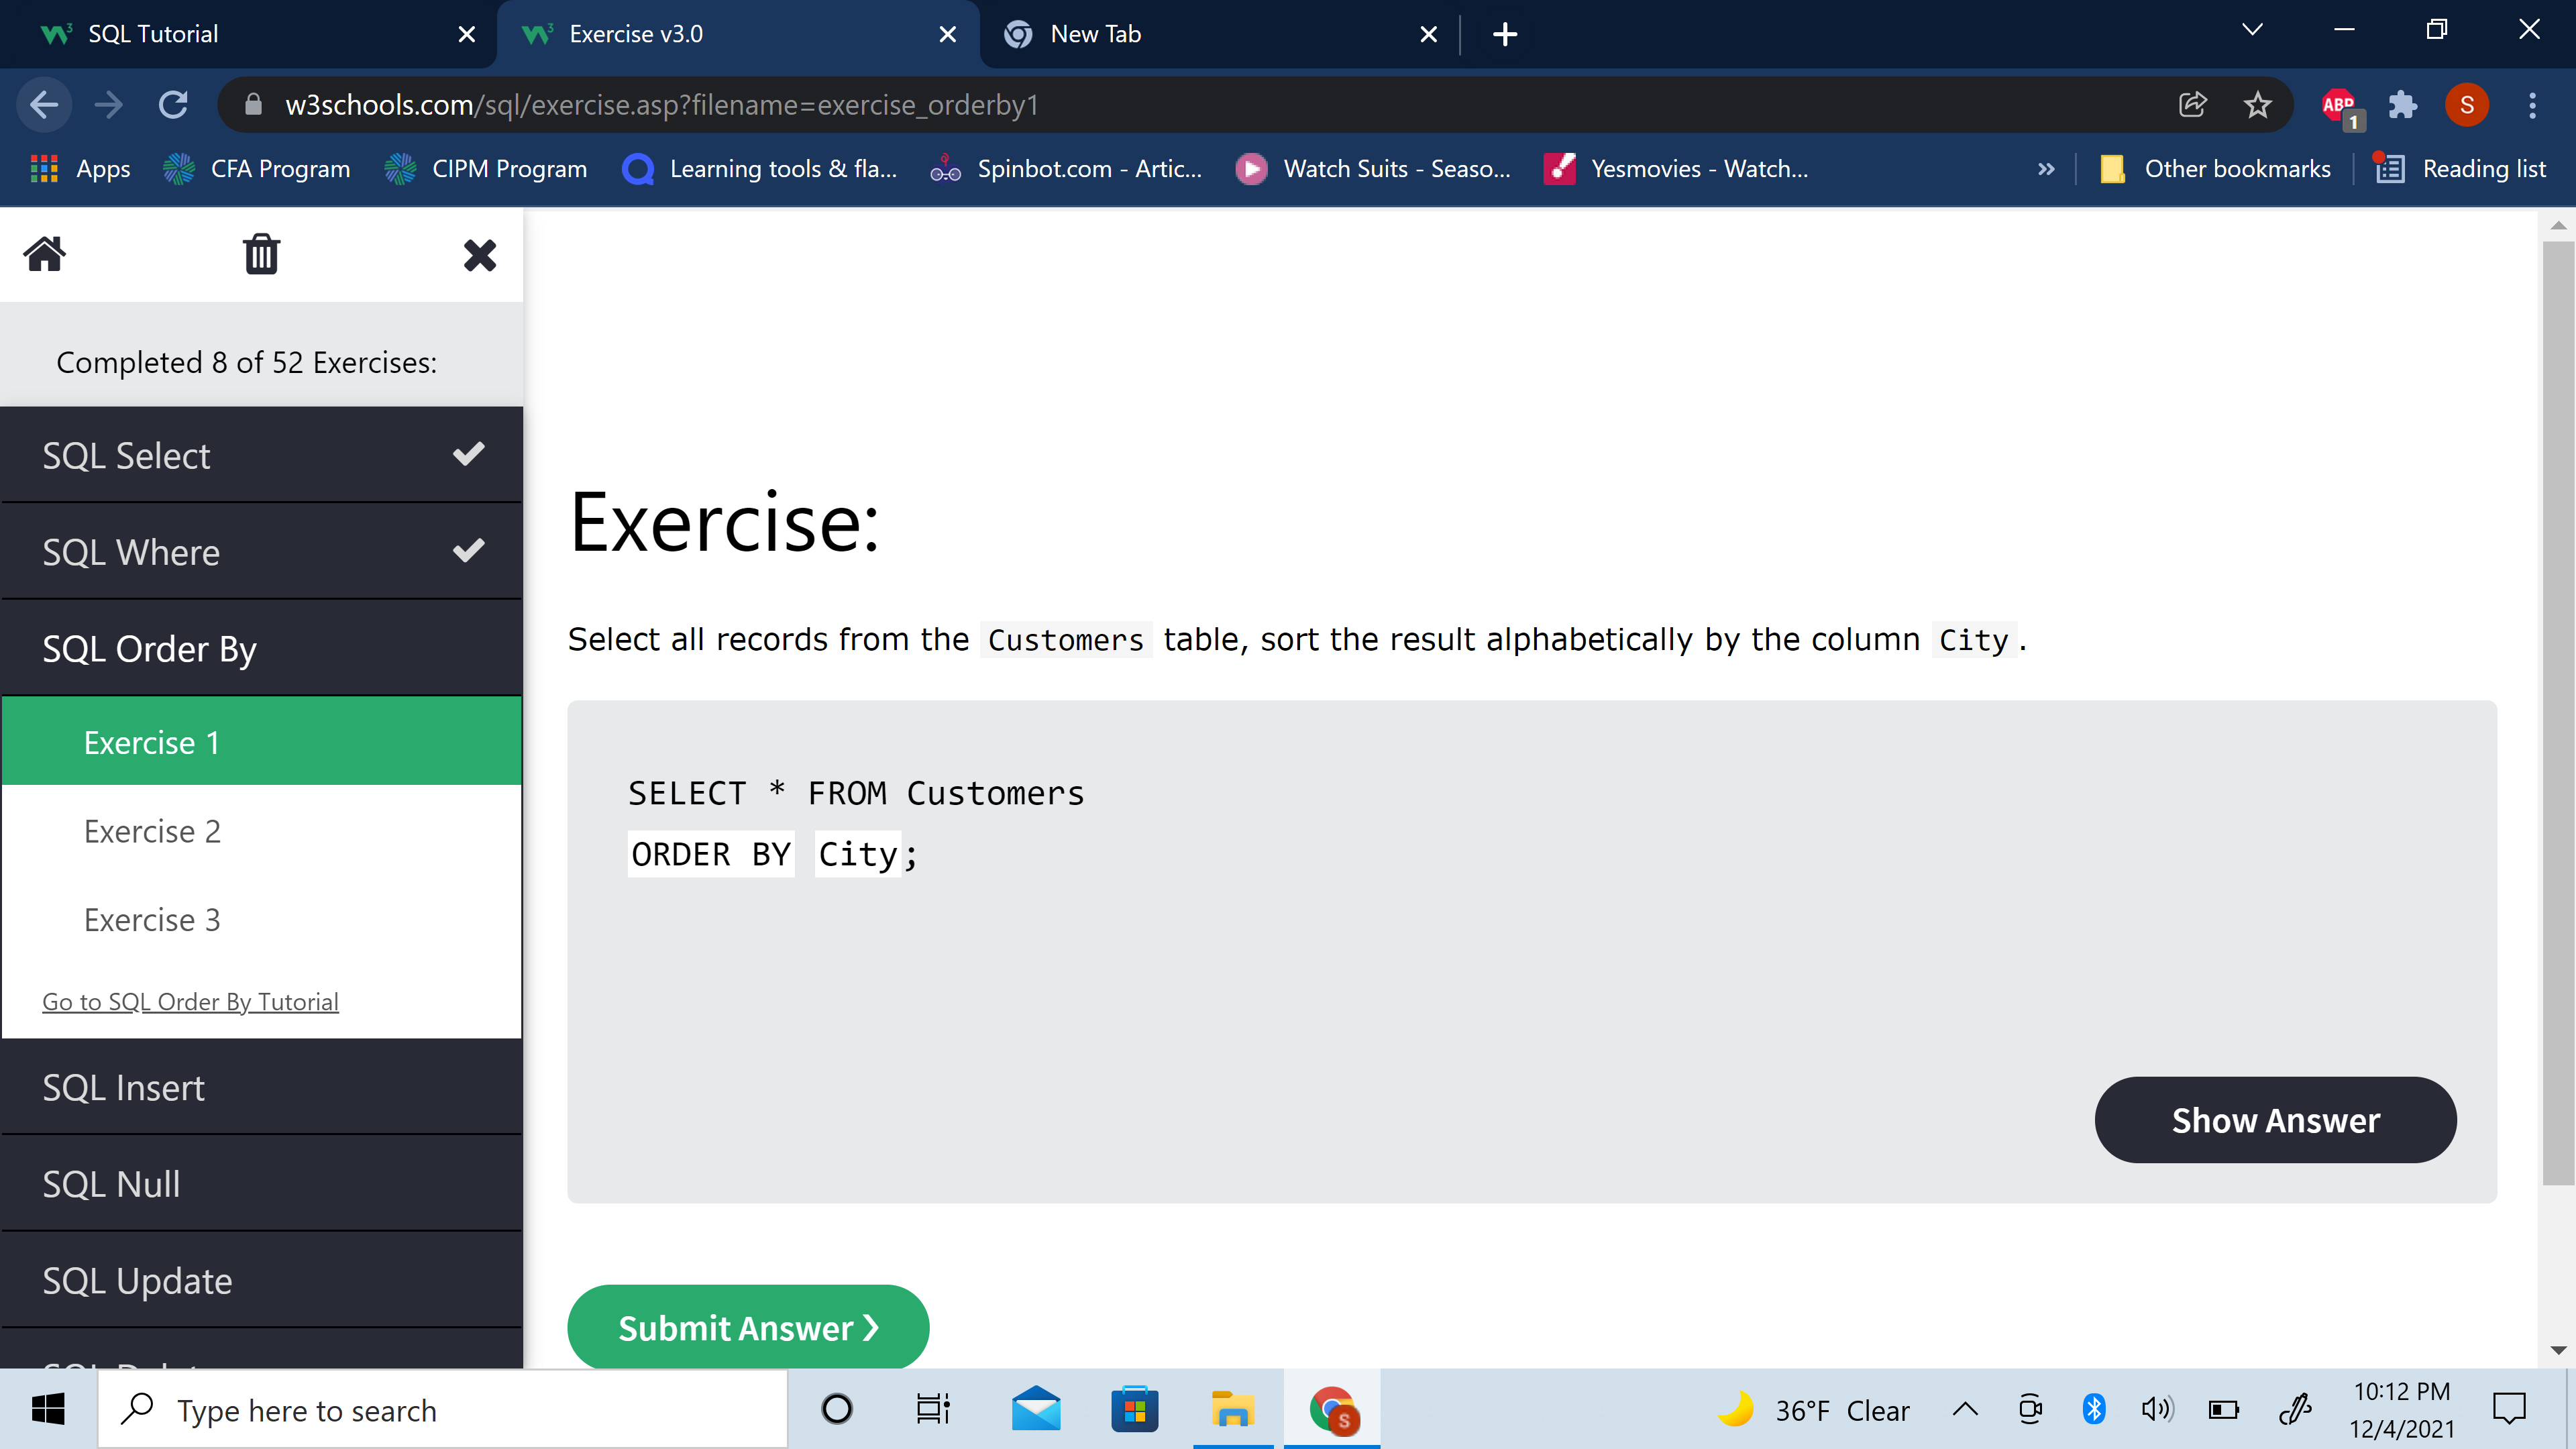 SQL Tutorial
Exercise v3.0
New Tab
w3schools.com/sql/exercise.asp?filename=exercise_orderby1
ABP
1
S
Apps
CFA Program
CIPM Program
Learning tools & fla...
Spinbot.com - Artic...
Watch Suits - Seaso...
Yesmovies - Watch...
»
Other bookmarks
Reading list
Completed 8 of 52 Exercises:
SQL Select
SQL Where
SQL Order By
Exercise 1
Exercise 2
Exercise 3
Go to SQL Order By Tutorial
SQL Insert
SQL Null
SQL Update
Exercise:
Select all records from the Customers table, sort the result alphabetically by the column City.
SELECT * FROM Customers
ORDER BY City;
Show Answer
Submit Answer ❯
Type here to search
S
36°F Clear
10:12 PM
12/4/2021